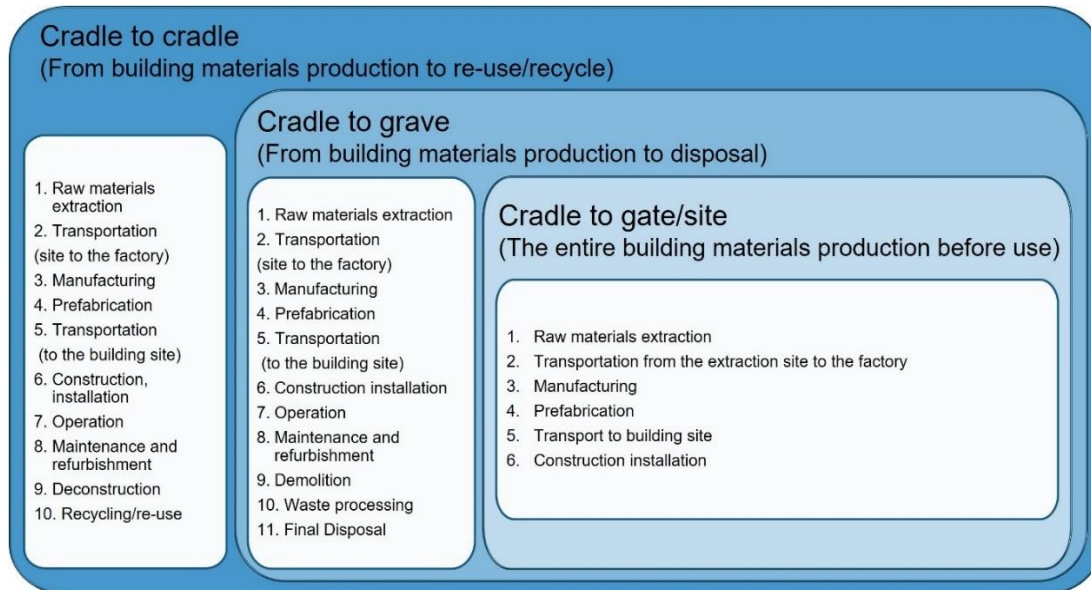 Cradle to cradle
(From building materials production to re-use/recycle)
1. Raw materials
extraction
2. Transportation
(site to the factory)
3. Manufacturing
4. Prefabrication
5. Transportation
(to the building site)
6. Construction,
installation
7. Operation
8. Maintenance and
refurbishment
9. Deconstruction
10. Recycling/re-use
Cradle to grave
(From building materials production to disposal)
1. Raw materials extraction
2. Transportation
(site to the factory)
3. Manufacturing
4. Prefabrication
5. Transportation
(to the building site)
6. Construction installation
7. Operation
8. Maintenance and
refurbishment
9. Demolition
10. Waste processing
11. Final Disposal
Cradle to gate/site
(The entire building materials production before use)
1. Raw materials extraction
2. Transportation from the extraction site to the factory
3. Manufacturing
4. Prefabrication
5. Transport to building site
6. Construction installation